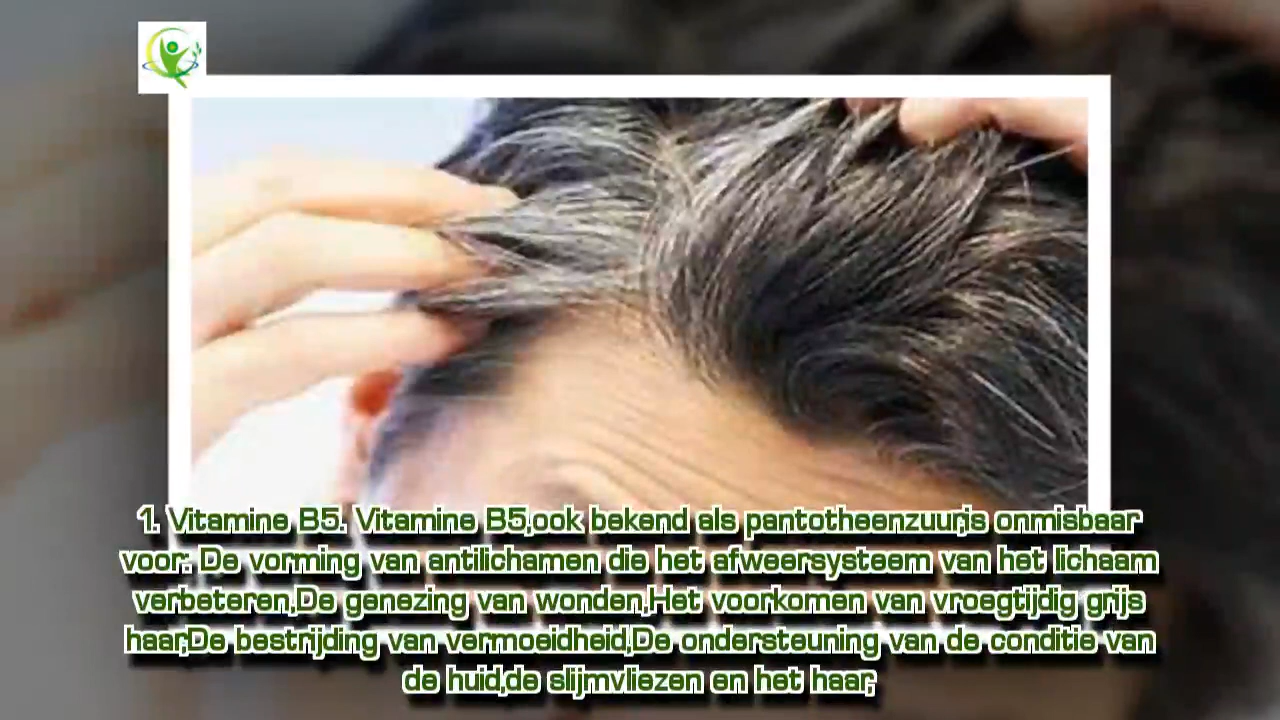 1. Vitamine B5. Vitamine B5,ook bekend als pantotheenzuur,is onmisbaar
voor: De vorming van antilichamen die het afweersysteem van het lichaam
verbeteren,De genezing van wonden,Het voorkomen van vroegtijdig grijs
haar,De bestrijding van vermoeidheid,De ondersteuning van de conditie van
de huid,de slijmvliezen en het haar,